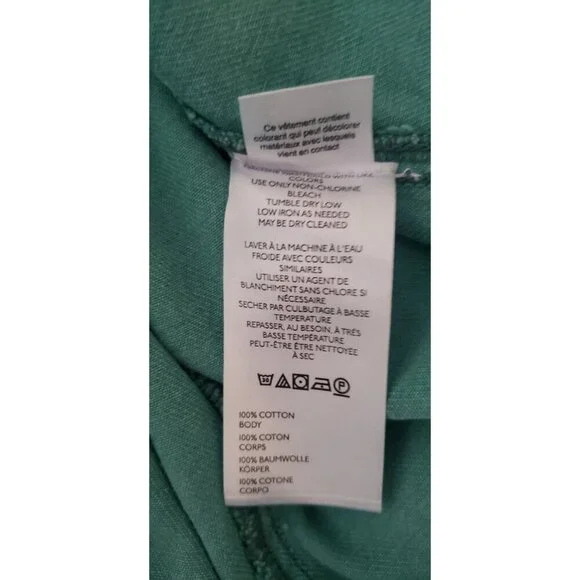 Ce vêtement contient
colorant qui peut décolorer
matériaux avec lesquels
vient en contact
COLORS
USE ONLY NON-CHLORINE
BLEACH
TUMBLE DRY LOW
LOW IRON AS NEEDED
MAY BE DRY CLEANED
LAVER À LA MACHINE À L'EAU
FROIDE AVEC COULEURS
SIMILAIRES
UTILISER UN AGENT DE
BLANCHIMENT SANS CHLORE SI
NÉCESSAIRE
SECHER PAR CULBUTAGE À BASSE
TEMPERATURE
REPASSER, AU BESOIN, À TRÉS
BASSE TEMPÉRATURE
PEUT-ÊTRE ÊTRE NETTOYÉE
À SEC
30 P
100% COTTON
BODY
100% COTON
CORPS
100% BAUMWOLLE
KÖRPER
100% COTONE
CORPO